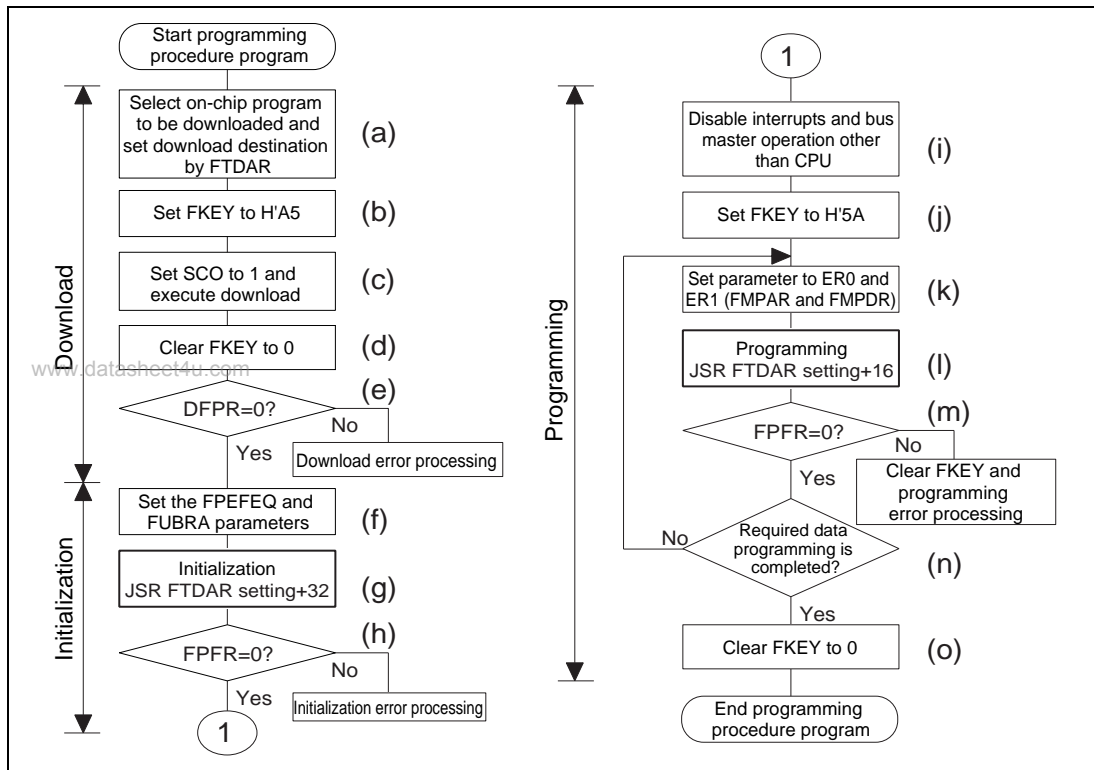 Start programming
procedure program
Select on-chip program
to be downloaded and
set download destination
by FTDAR
(a)
Set FKEY to H'A5
(b)
Set SCO to 1 and
execute download
(c)
Clear FKEY to 0
(d)
www.datasheet4u.com
(e)
DFPR=0?
No
Yes
Download error processing
Download
Set the FPEFEQ and
FUBRA parameters
(f)
Initialization
JSR FTDAR setting+32
(g)
(h)
FPFR=0?
No
Yes
Initialization error processing
Initialization
1
1
Disable interrupts and bus
master operation other
than CPU
(i)
Set FKEY to H'5A
(j)
Set parameter to ER0 and
ER1 (FMPAR and FMPDR)
(k)
Programming
JSR FTDAR setting+16
(l)
(m)
FPFR=0?
No
Yes
Clear FKEY and
programming
error processing
No
Required data
programming is
completed?
(n)
Yes
Clear FKEY to 0
(o)
Programming
End programming
procedure program